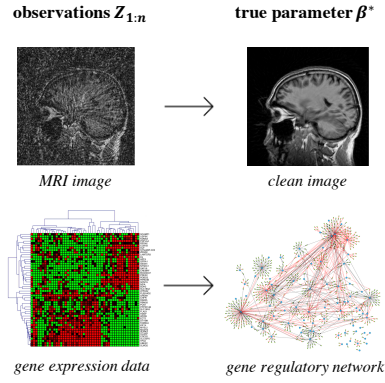 observations Z₁:ₙ
true parameter β*
MRI image
clean image
gene expression data
gene regulatory network